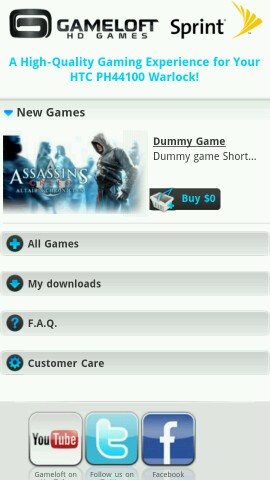 GAMELOFT
HD GAMES
Sprint
A High-Quality Gaming Experience for Your
HTC PH44100 Warlock!
New Games
ASSASSIN'S
CREED
ALTAÏR'S CHRONICLES
Dummy Game
Dummy game Short...
Buy $0
All Games
My downloads
F.A.Q.
Customer Care
You Tube
Gameloft on
Follow us on
Facebook